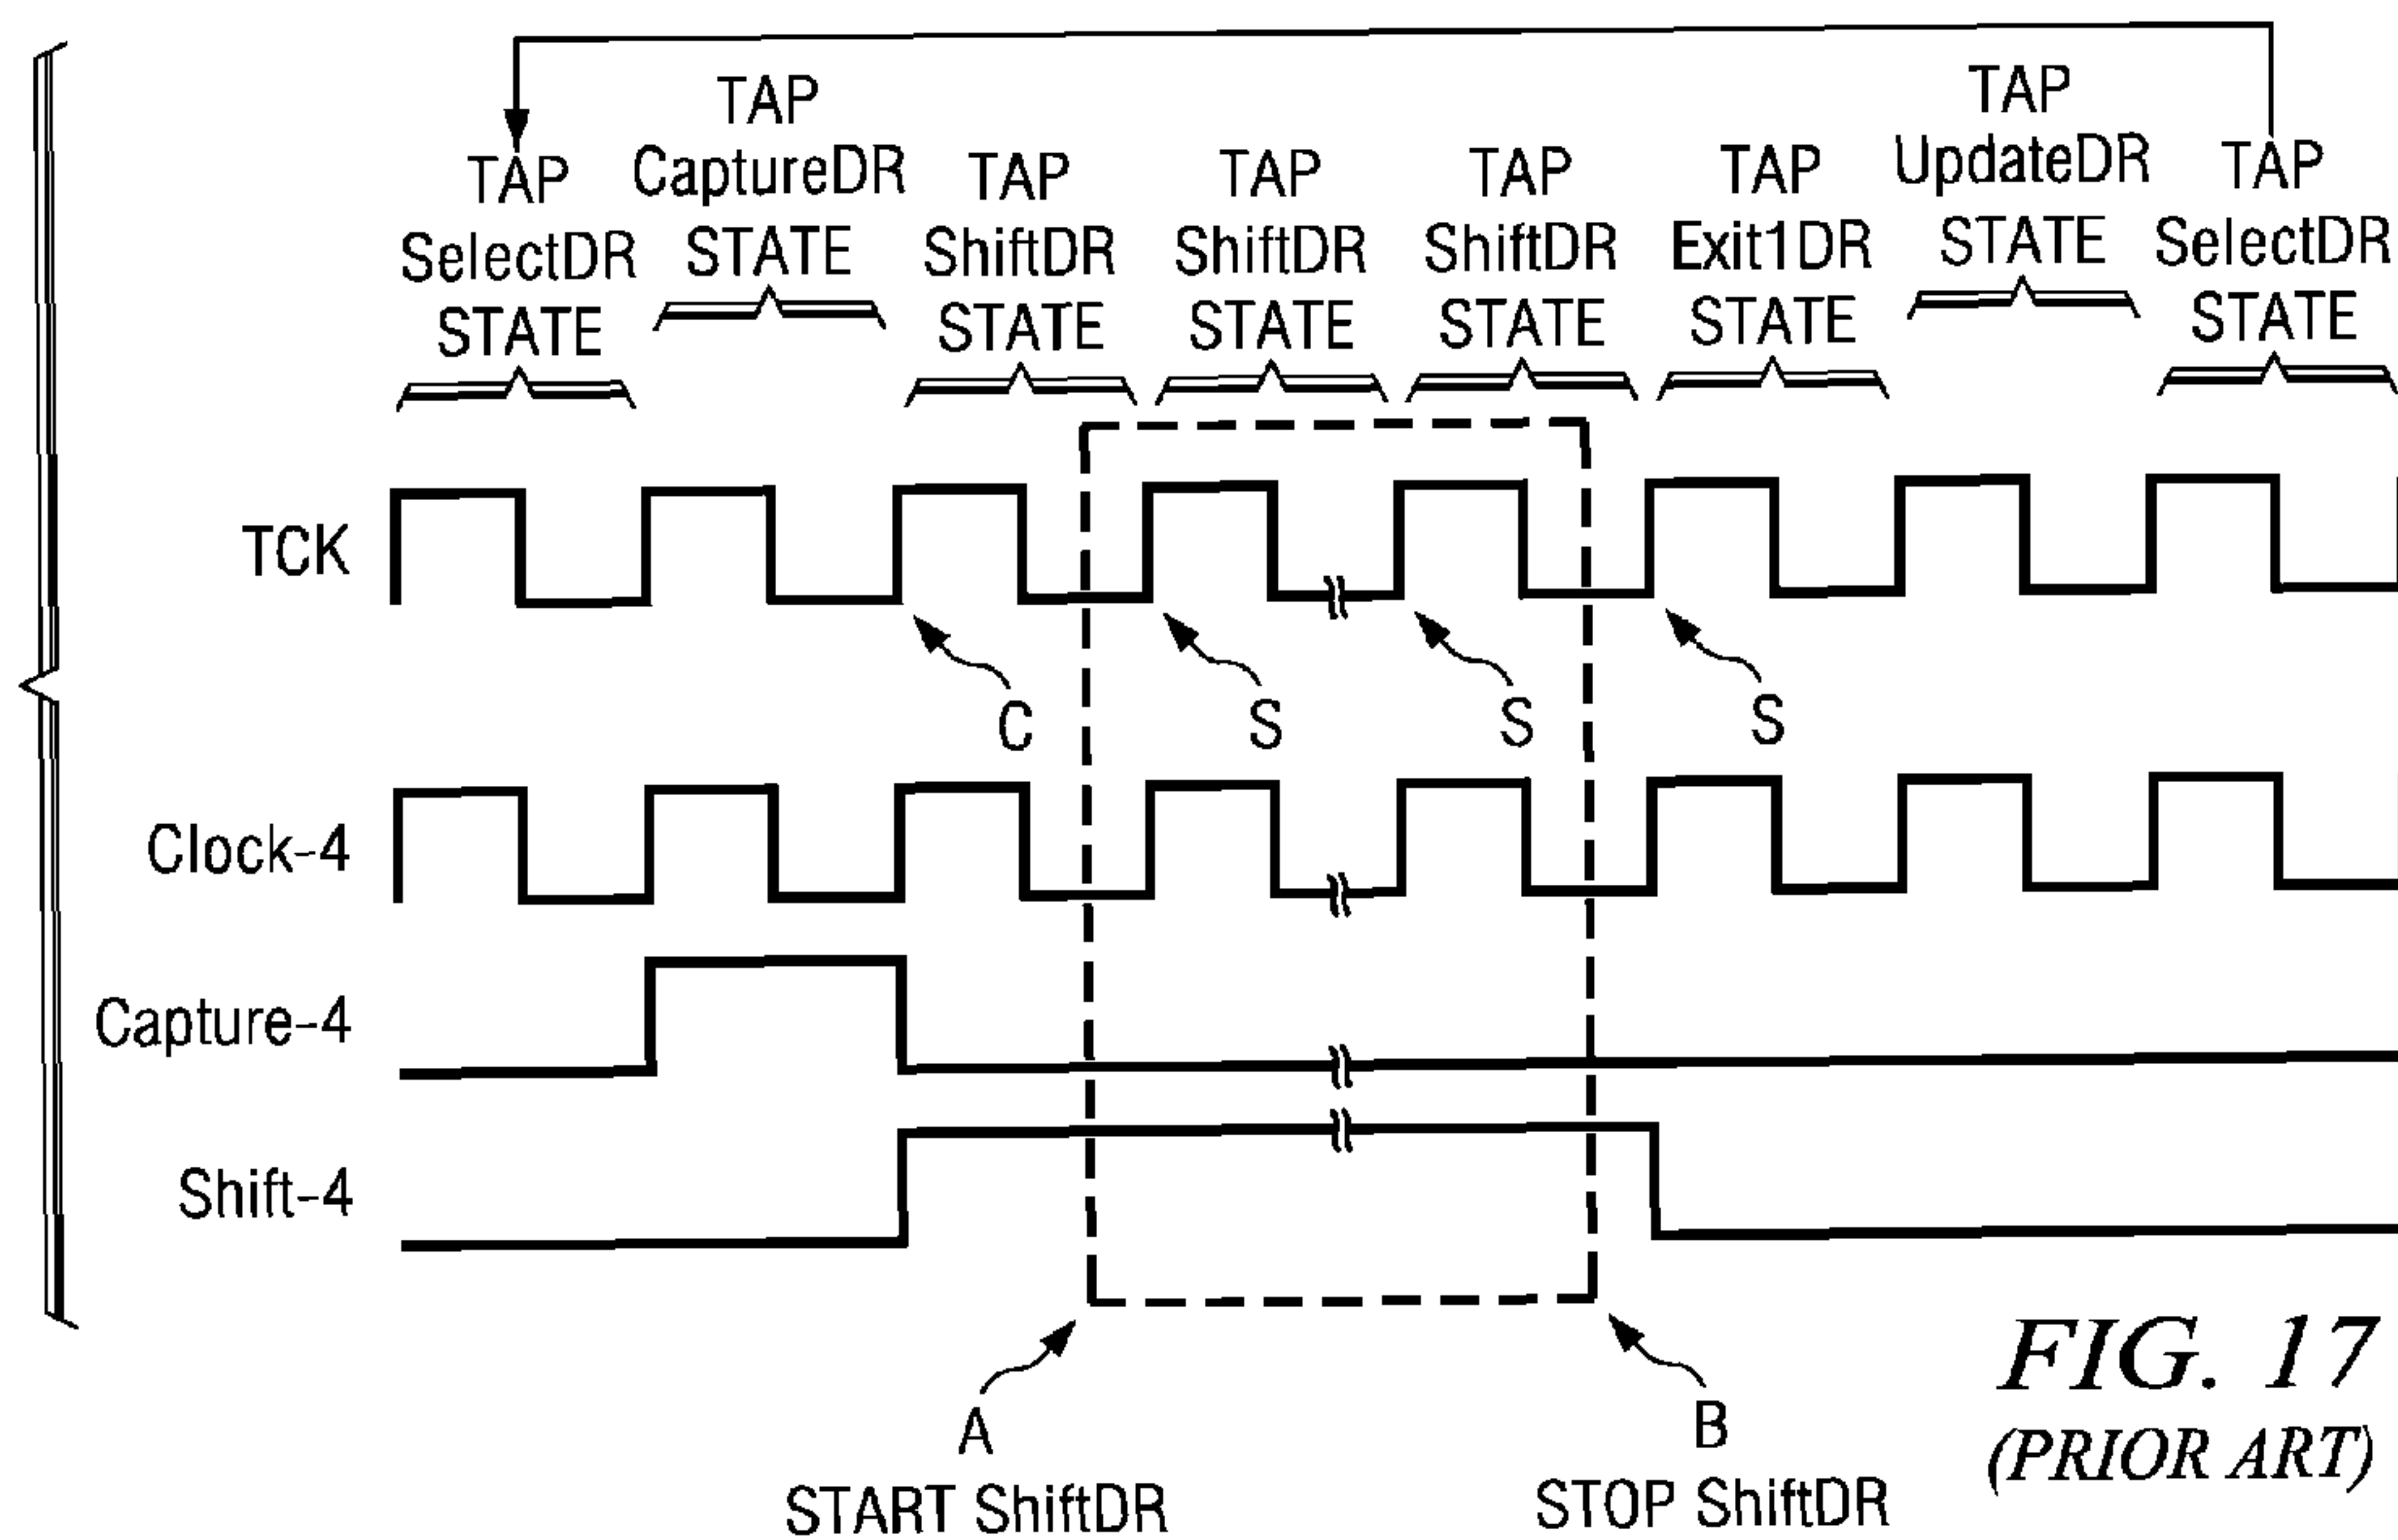 TAP
SelectDR
STATE
TAP
CaptureDR
STATE
TAP
ShiftDR
STATE
TAP
ShiftDR
STATE
TAP
ShiftDR
STATE
TAP
Exit1DR
STATE
TAP
UpdateDR
STATE
TAP
SelectDR
STATE
TCK
C
S
S
S
Clock-4
Capture-4
Shift-4
A
START ShiftDR
B
STOP ShiftDR
FIG. 17
(PRIOR ART)